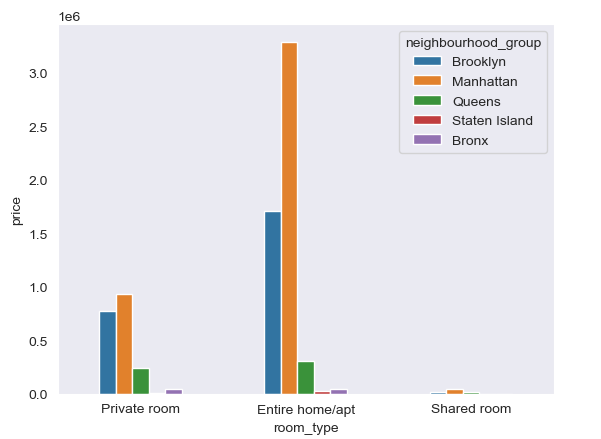 1e6
3.0
2.5
2.0
1.5
1.0
0.5
0.0
price
neighbourhood_group
Brooklyn
Manhattan
Queens
Staten Island
Bronx
Private room
Entire home/apt
Shared room
room_type